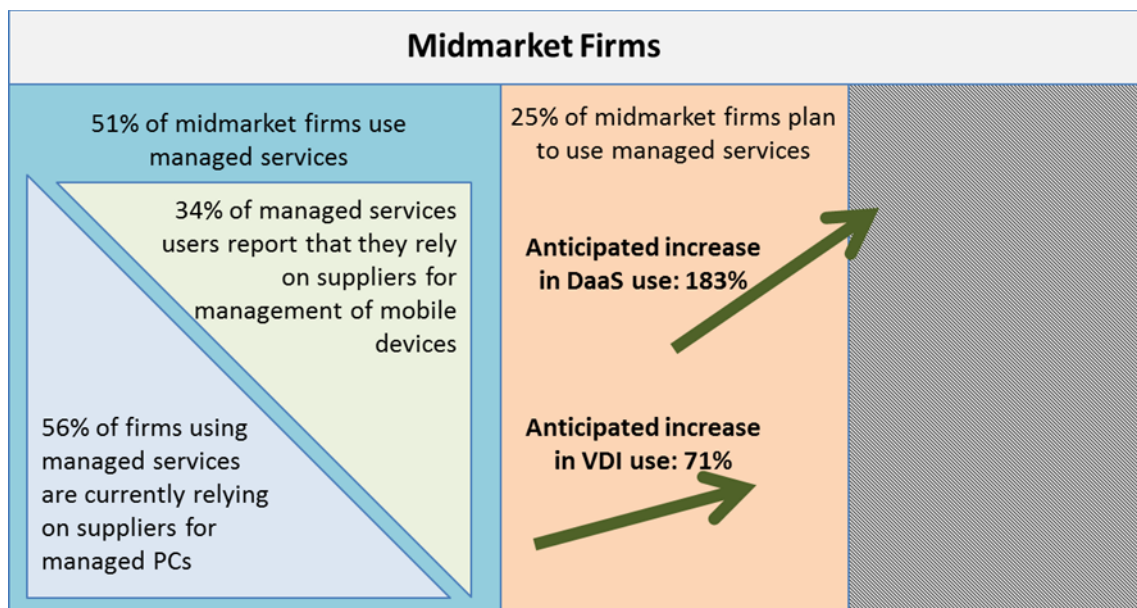 Midmarket Firms
51% of midmarket firms use
managed services
34% of managed services
users report that they rely
on suppliers for
management of mobile
devices
56% of firms using
managed services
are currently relying
on suppliers for
managed PCs
25% of midmarket firms plan
to use managed services
Anticipated increase
in DaaS use: 183%
Anticipated increase
in VDI use: 71%